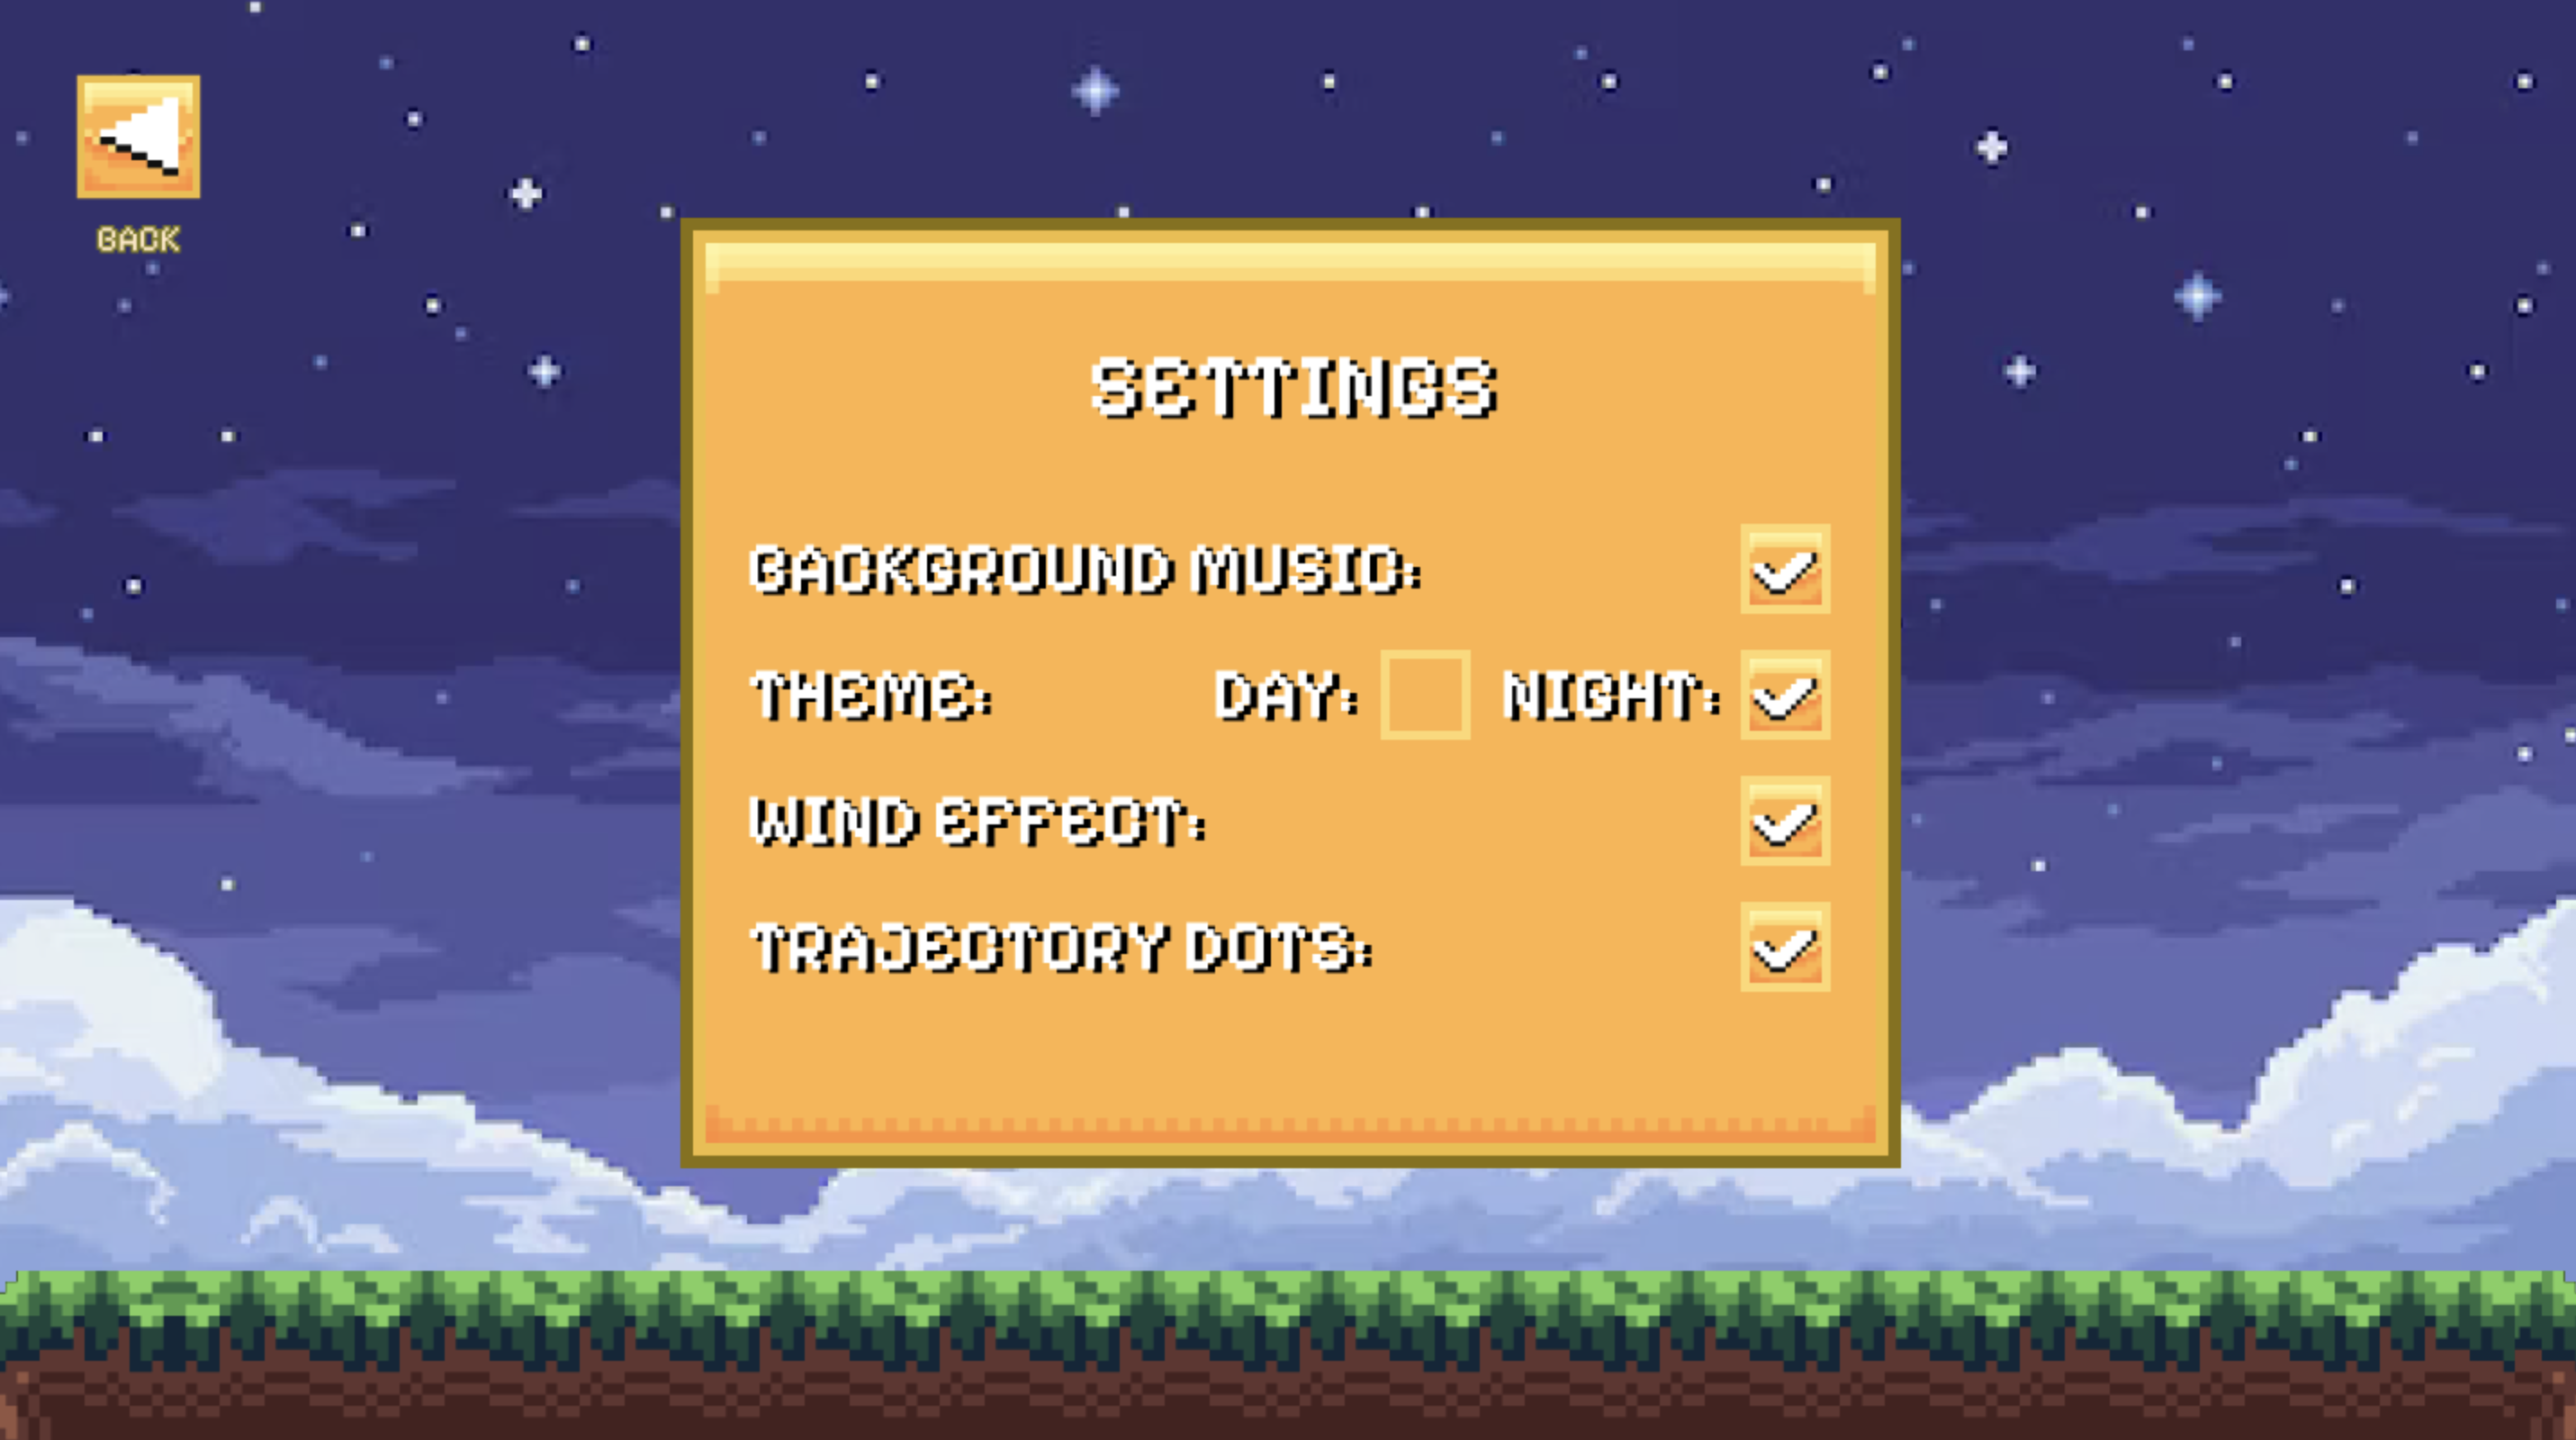 BACK
SETTINGS
BACKGROUND MUSIC:
THEME: DAY: NIGHT:
WIND EFFECT:
TRAJECTORY DOTS: